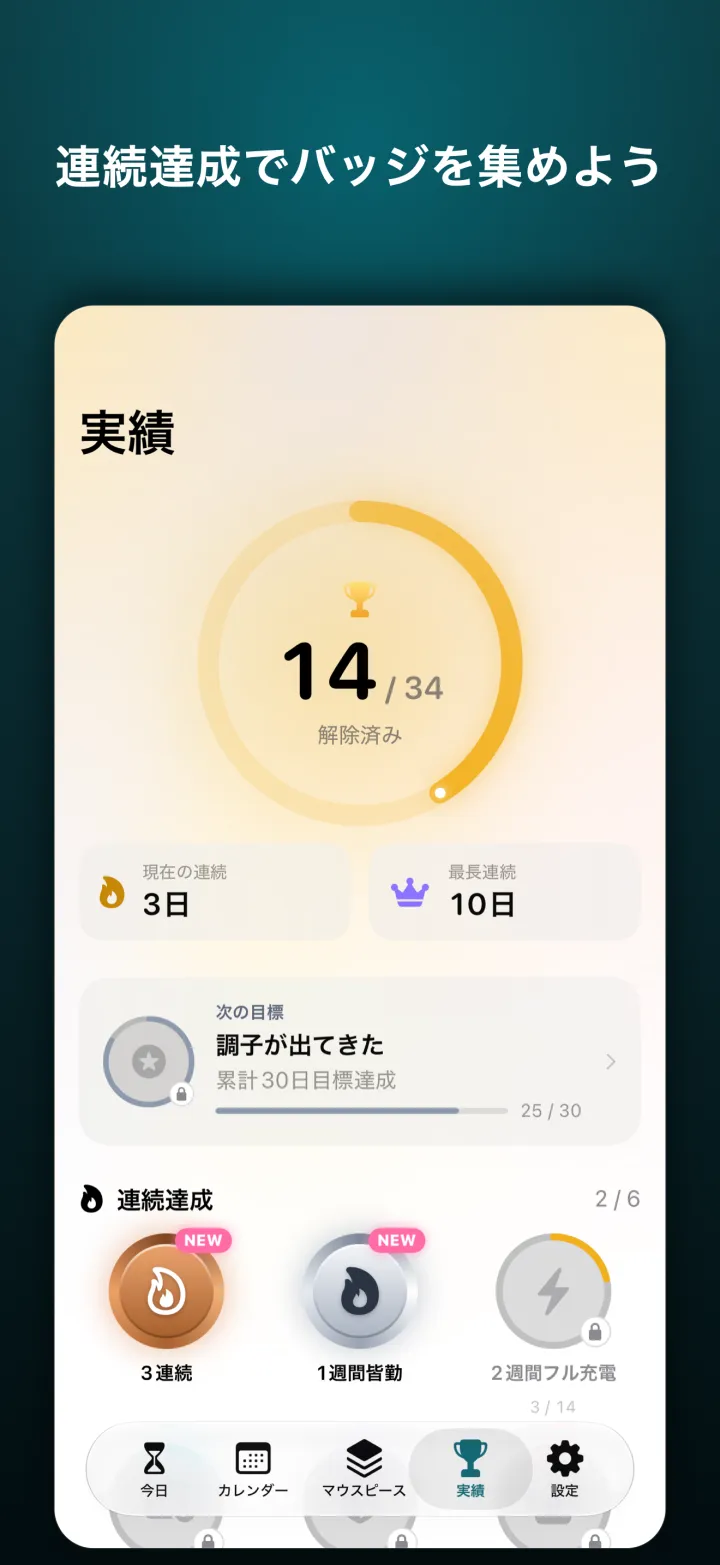 連続達成でバッジを集めよう
実績
14 / 34
解除済み
現在の連続
3日
最長連続
10日
次の目標
調子が出てきた
累計30日目標達成
25 / 30
連続達成
2 / 6
NEW
NEW
3連続
1週間皆勤
2週間フル充電
3 / 14
今日
カレンダー
マウスピース
実績
設定